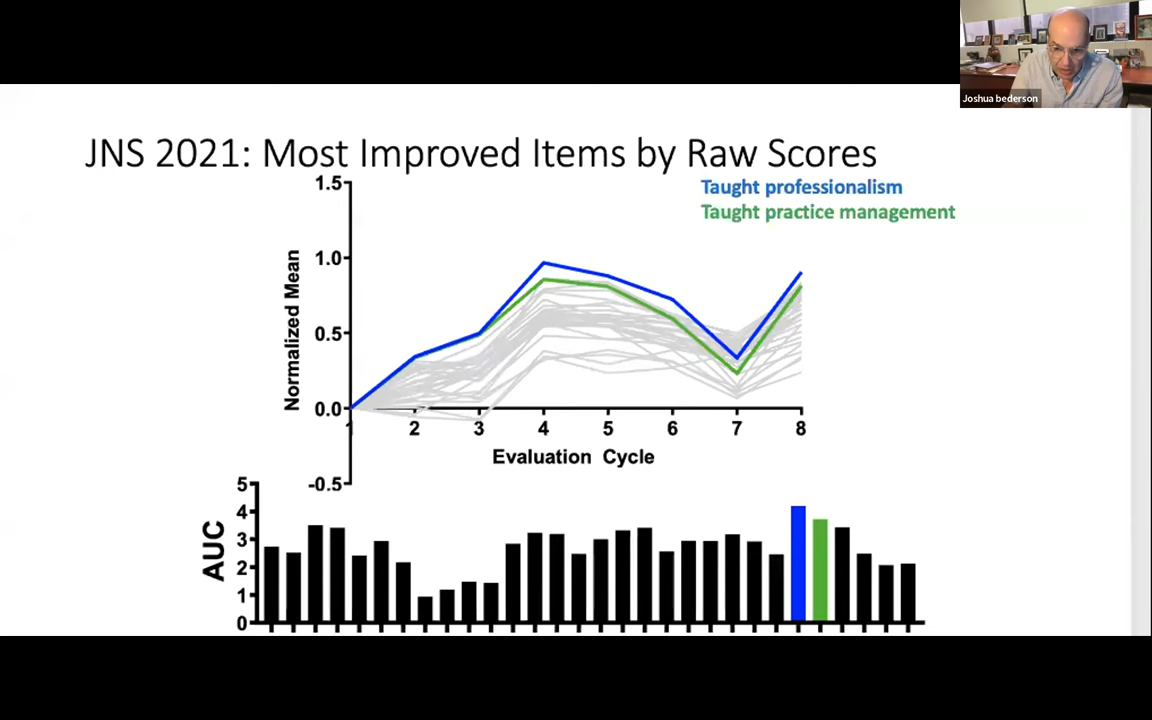 Joshua bederson
JNS 2021: Most Improved Items by Raw Scores
Taught professionalism
Taught practice management
Normalized Mean
1.5
1.0
0.5
0.0
-0.5
1 2 3 4 5 6 7 8
Evaluation Cycle
AUC
5
4
3
2
1
0